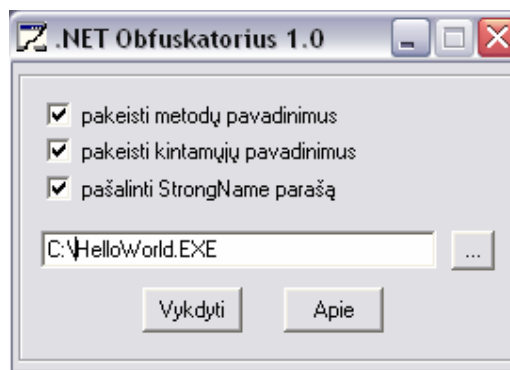 .NET Obfuskatorius 1.0
pakeisti metodų pavadinimus
pakeisti kintamųjų pavadinimus
pašalinti StrongName parašą
C:\HelloWorld.EXE
...
Vykdyti
Apie